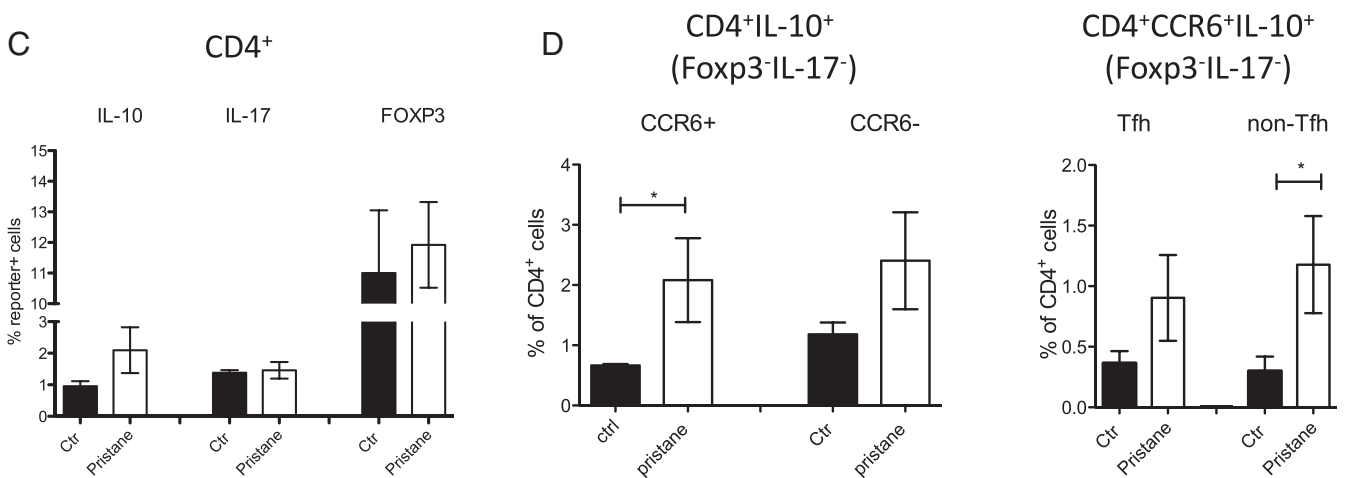 C
CD4⁺
IL-10 IL-17 FOXP3
% reporter+ cells
15
14
13
12
11
10
3
2
1
0
Ctr Pristane Ctr Pristane Ctr Pristane
D
CD4⁺IL-10⁺
(Foxp3⁻IL-17⁻)
CCR6+ CCR6-
% of CD4⁺ cells
4
3
2
1
0
*
ctrl pristane Ctr pristane
CD4⁺CCR6⁺IL-10⁺
(Foxp3⁻IL-17⁻)
Tfh non-Tfh
% of CD4⁺ cells
2.0
1.5
1.0
0.5
0.0
*
Ctr Pristane Ctr Pristane